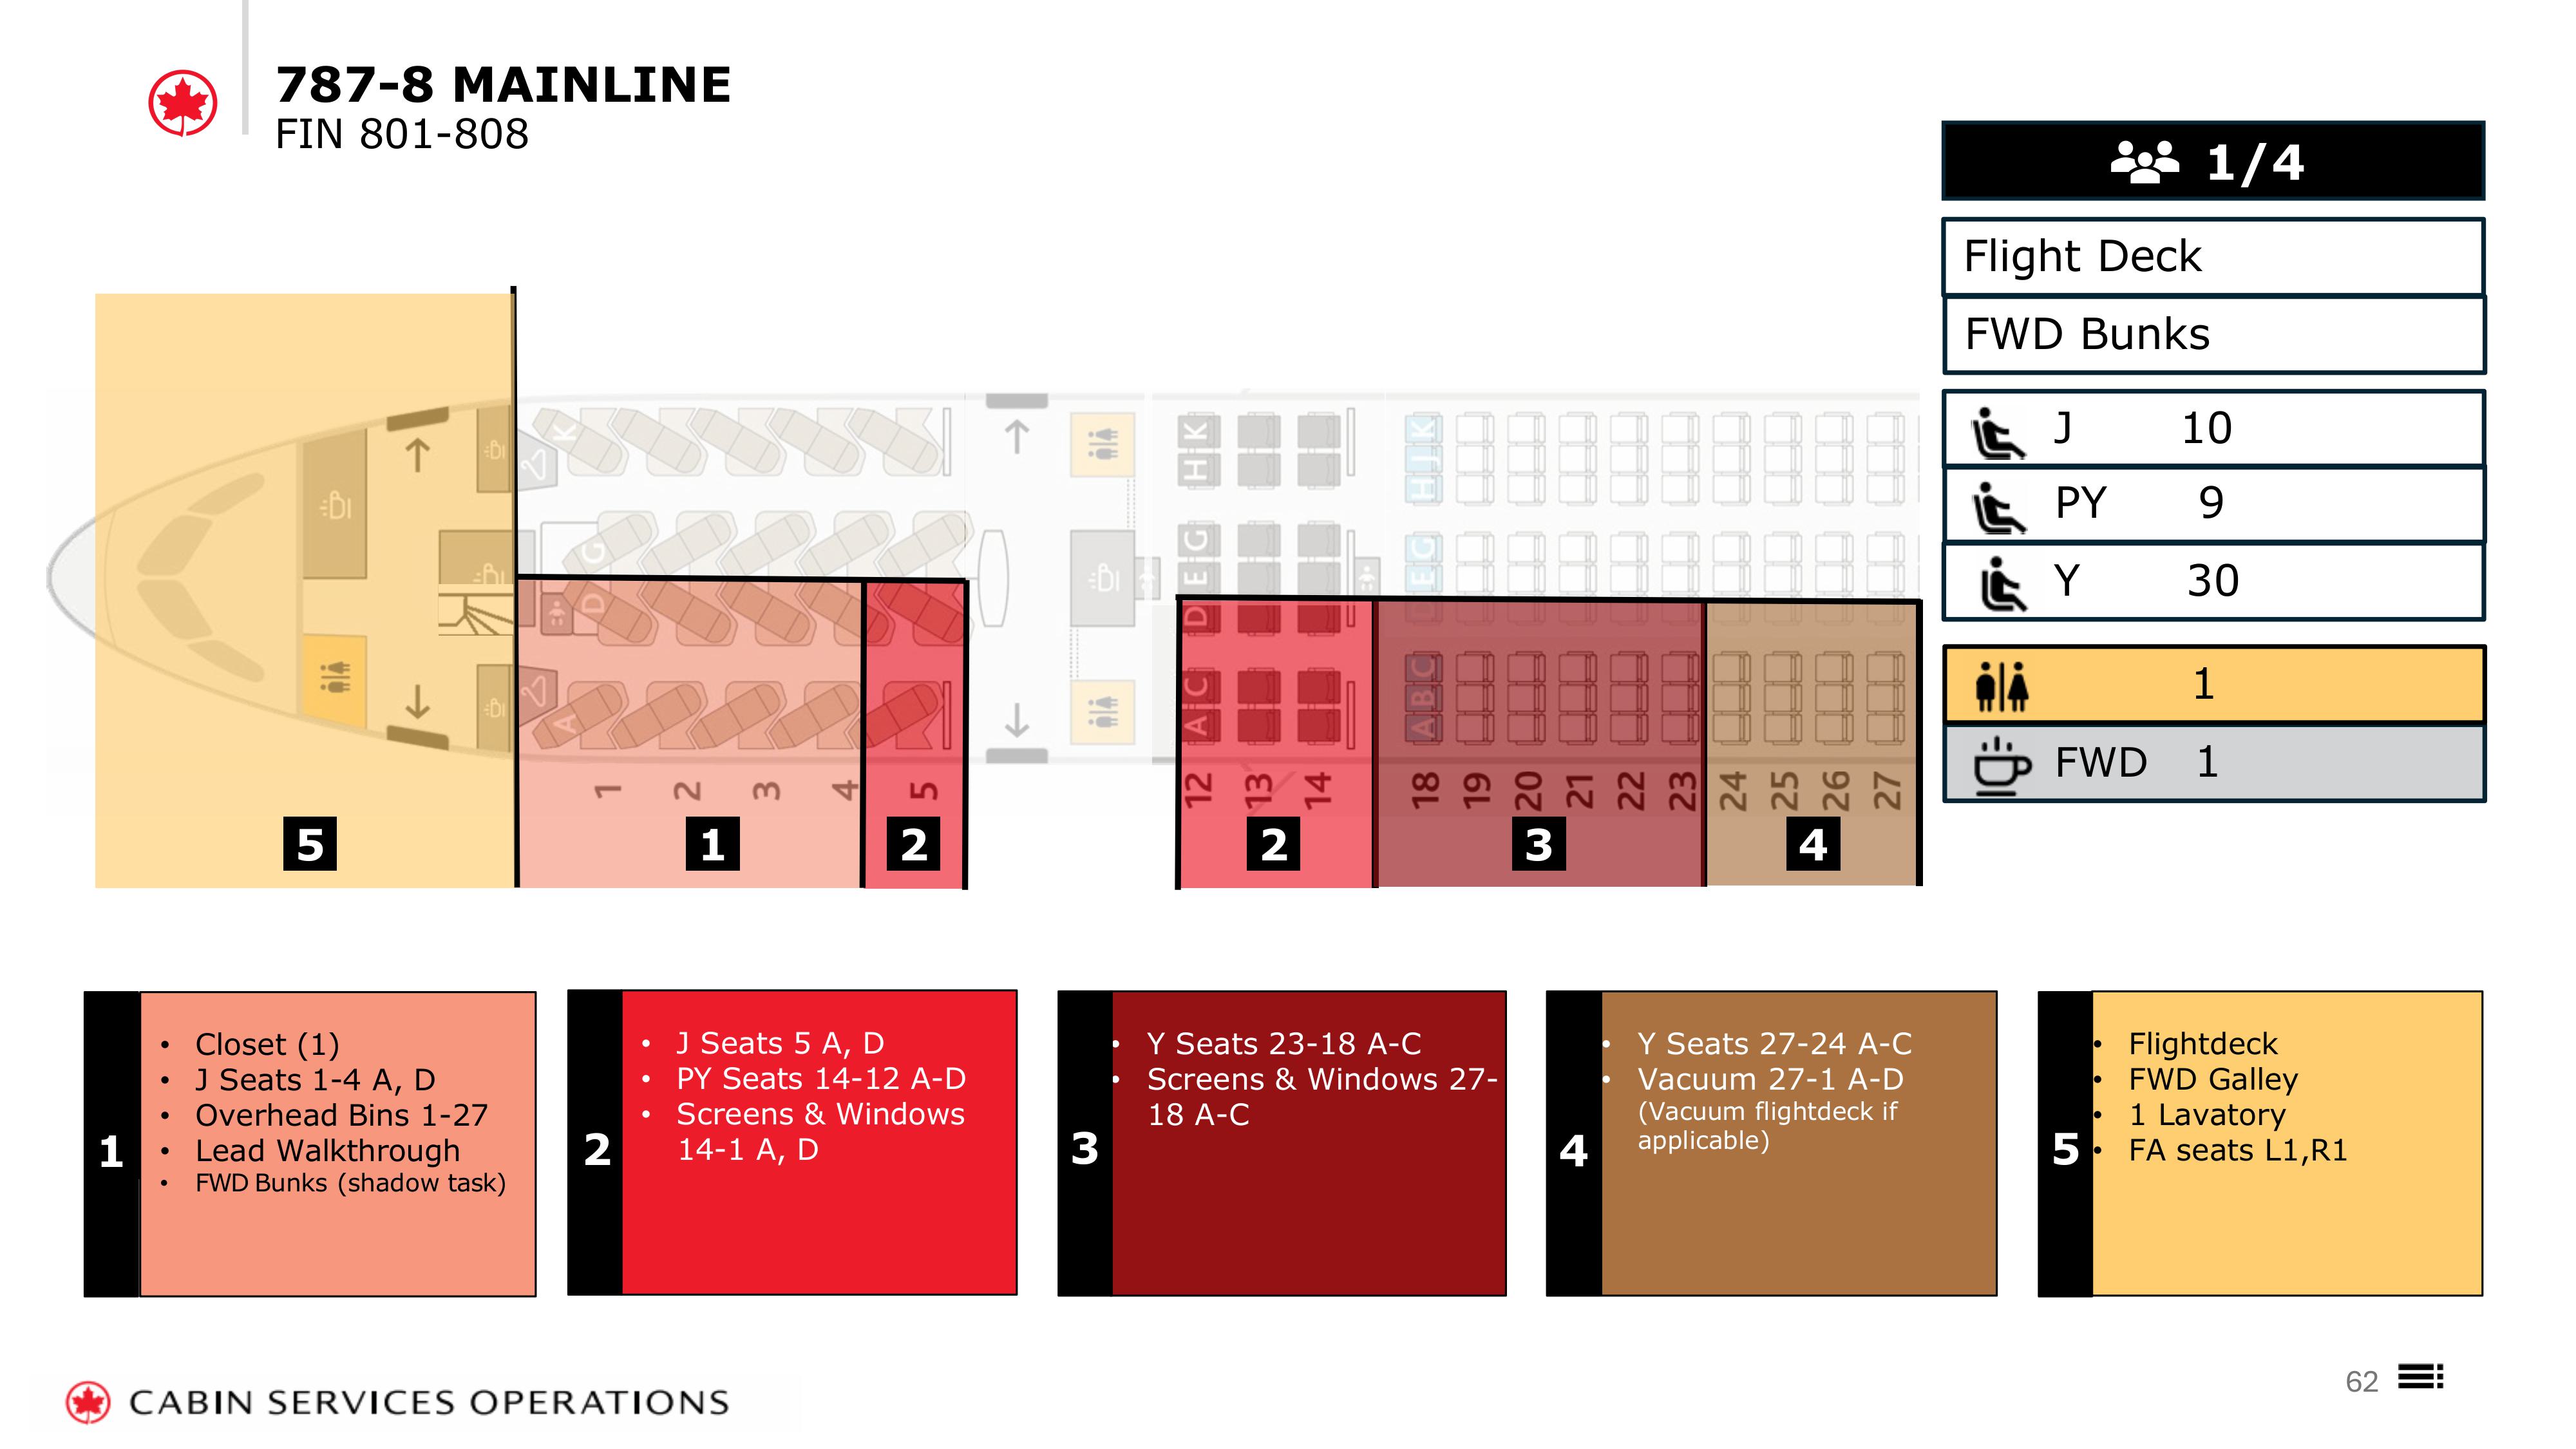 787-8 MAINLINE
FIN 801-808
1/4
Flight Deck
FWD Bunks
J 10
PY 9
Y 30
1
FWD 1
K
G
D
A
1
2
3
4
5
K
H
G
E
D
C
A
12
13
14
K
J
H
G
E
D
C
B
A
18
19
20
21
22
23
24
25
26
27
5
1
2
2
3
4
1
• Closet (1)
• J Seats 1-4 A, D
• Overhead Bins 1-27
• Lead Walkthrough
• FWD Bunks (shadow task)
2
• J Seats 5 A, D
• PY Seats 14-12 A-D
• Screens & Windows
14-1 A, D
3
• Y Seats 23-18 A-C
• Screens & Windows 27-
18 A-C
4
• Y Seats 27-24 A-C
• Vacuum 27-1 A-D
(Vacuum flightdeck if
applicable)
5
• Flightdeck
• FWD Galley
• 1 Lavatory
• FA seats L1,R1
CABIN SERVICES OPERATIONS
62